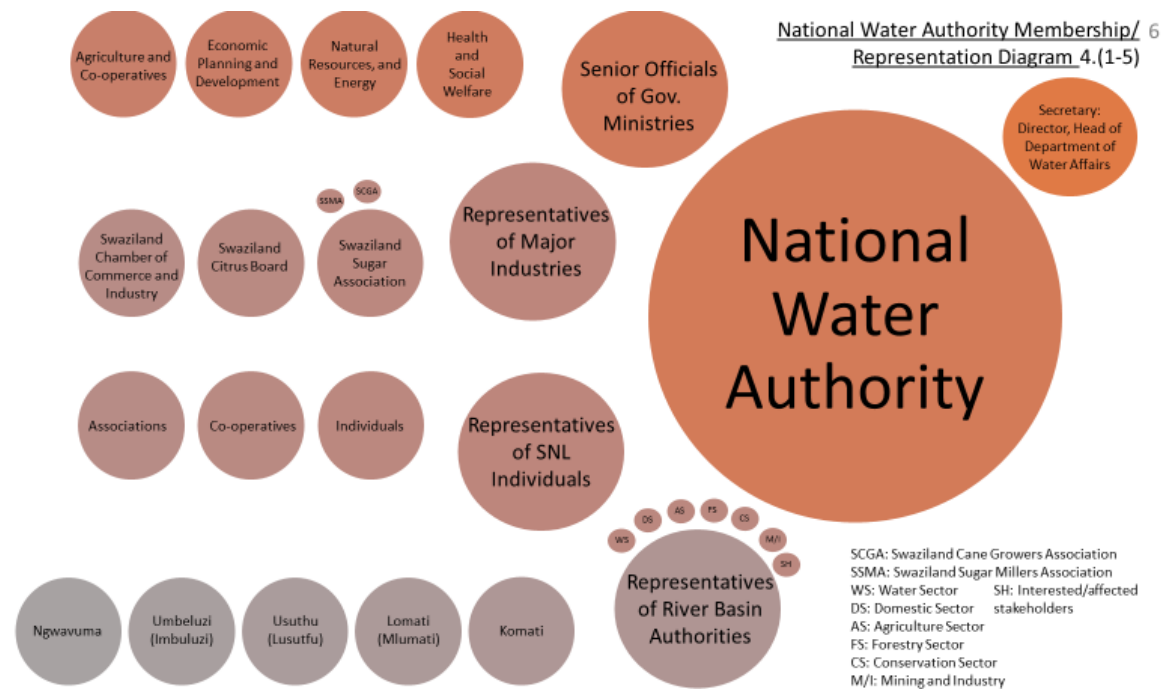 National Water Authority Membership/ 6
Representation Diagram 4.(1-5)
Agriculture and
Co-operatives
Economic
Planning and
Development
Natural
Resources, and
Energy
Health
and
Social
Welfare
Senior Officials
of Gov.
Ministries
Secretary:
Director, Head of
Department of
Water Affairs
National
Water
Authority
SSMA
SCGA
Swaziland
Chamber of
Commerce and
Industry
Swaziland
Citrus Board
Swaziland
Sugar
Association
Representatives
of Major
Industries
Associations
Co-operatives
Individuals
Representatives
of SNL
Individuals
WS
DS
AS
FS
CS
M/I
SH
Representatives
of River Basin
Authorities
Ngwavuma
Umbeluzi
(Imbuluzi)
Usuthu
(Lusutfu)
Lomati
(Mlumati)
Komati
SCGA: Swaziland Cane Growers Association
SSMA: Swaziland Sugar Millers Association
WS: Water Sector
DS: Domestic Sector
AS: Agriculture Sector
FS: Forestry Sector
CS: Conservation Sector
M/I: Mining and Industry
SH: Interested/affected
stakeholders